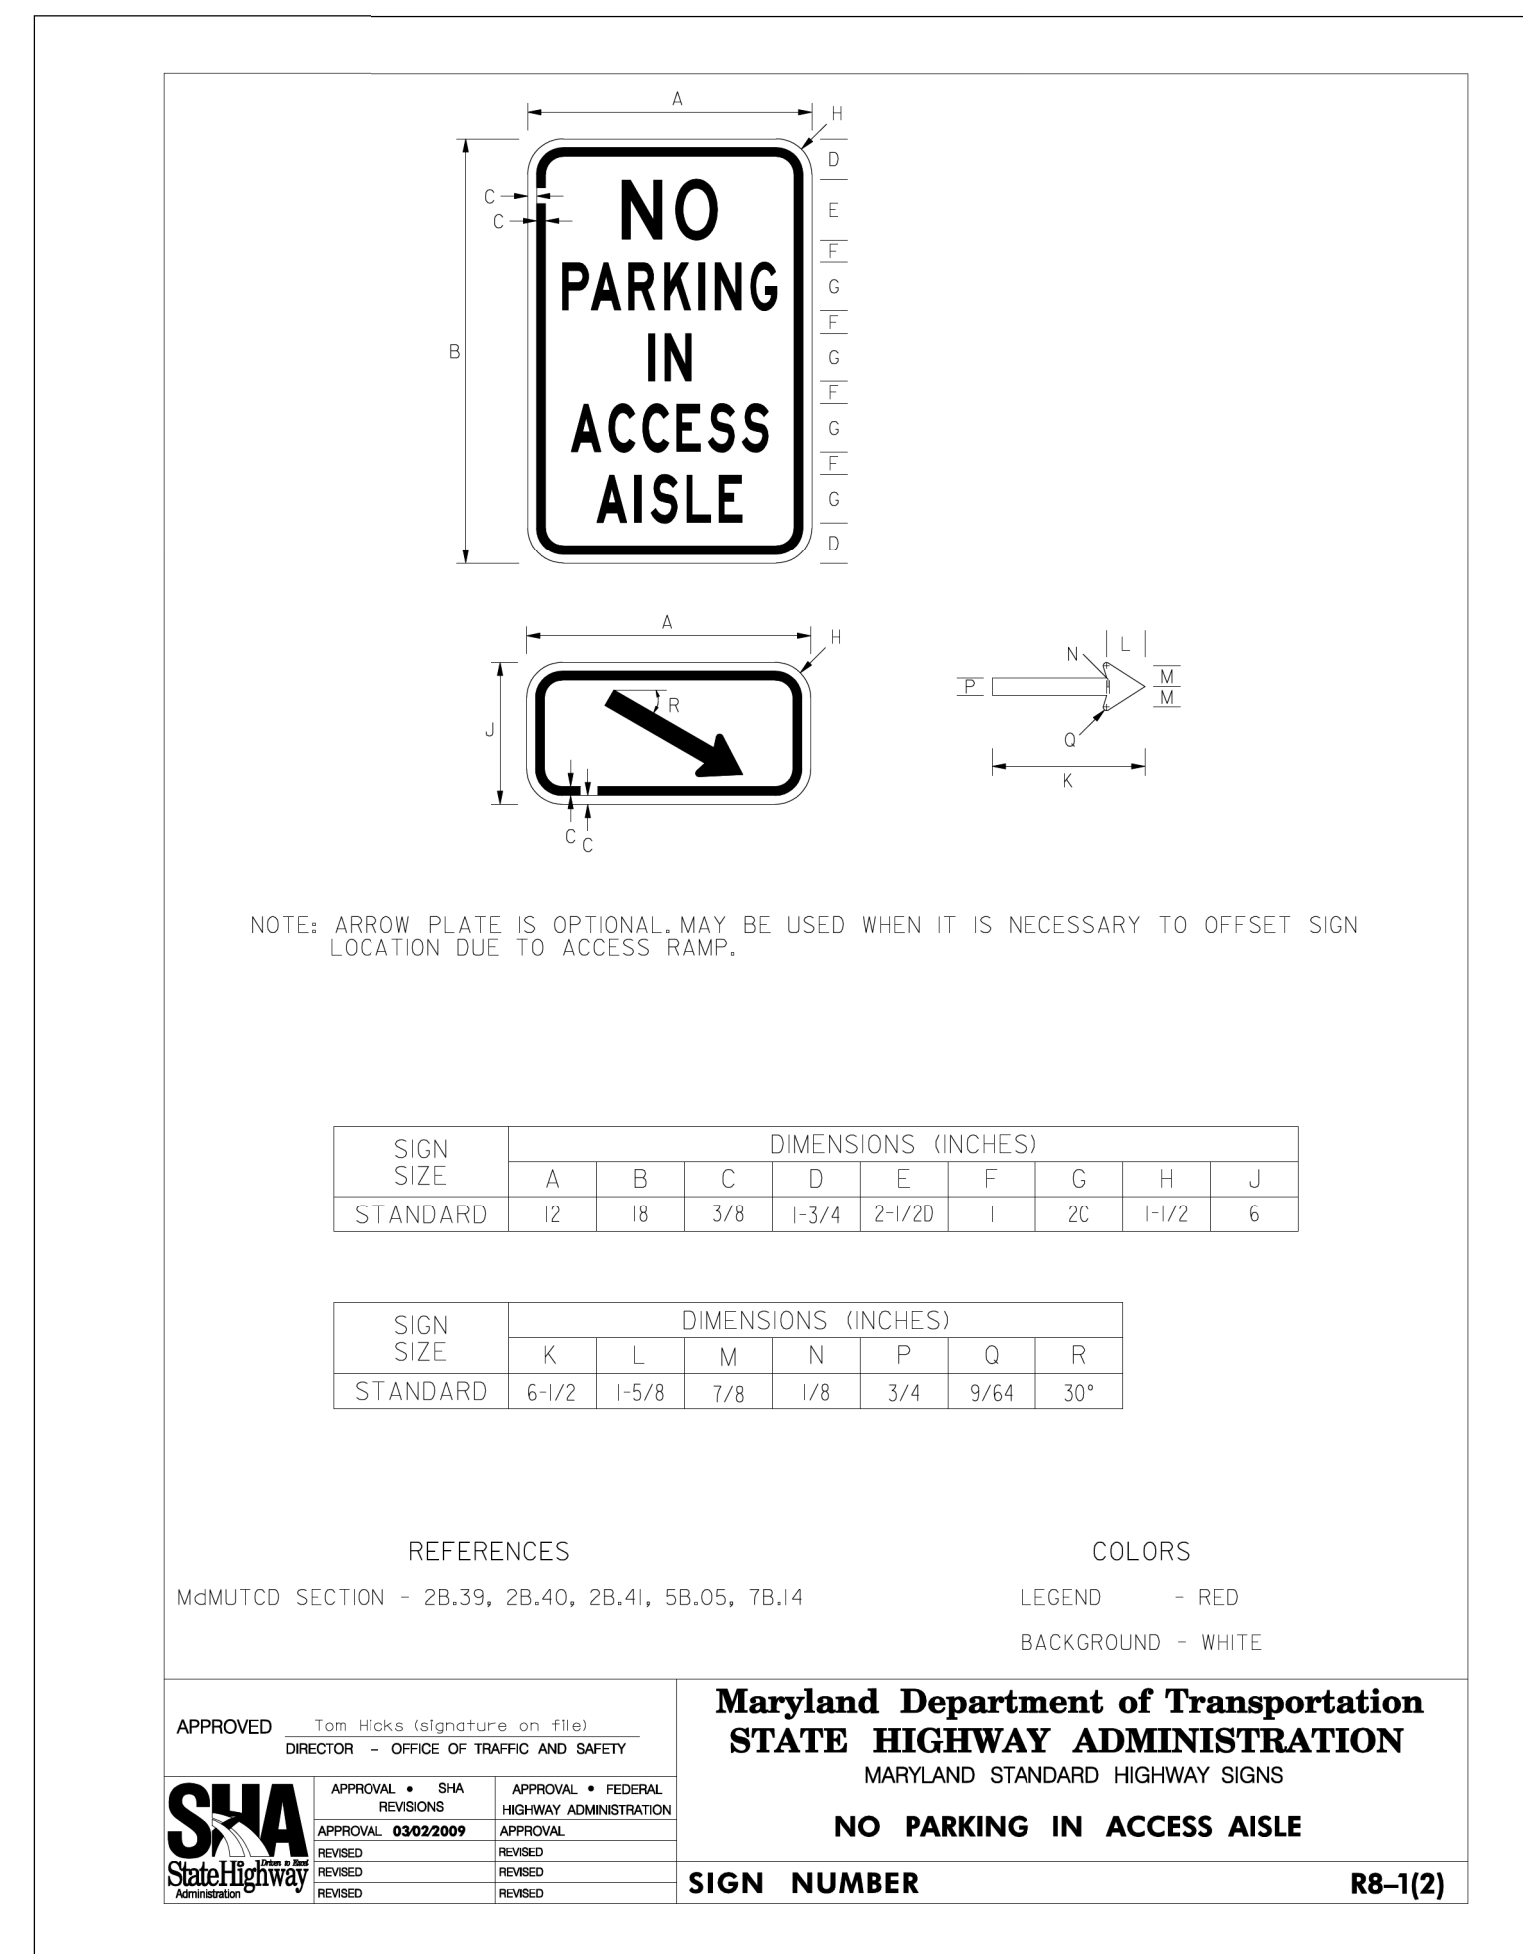 A
H
D
C
E
C
NO
F
PARKING
G
F
B
IN
G
F
ACCESS
G
F
AISLE
G
D
A
H
J
R
C
C
N
L
P
M
M
Q
K
NOTE: ARROW PLATE IS OPTIONAL. MAY BE USED WHEN IT IS NECESSARY TO OFFSET SIGN
LOCATION DUE TO ACCESS RAMP.
SIGN SIZE DIMENSIONS (INCHES)
A B C D E F G H J
STANDARD 12 18 3/8 1-3/4 2-1/2D 1 2C 1-1/2 6
SIGN SIZE DIMENSIONS (INCHES)
K L M N P Q R
STANDARD 6-1/2 1-5/8 7/8 1/8 3/4 9/64 30°
REFERENCES
MdMUTCD SECTION - 2B.39, 2B.40, 2B.41, 5B.05, 7B.14
COLORS
LEGEND - RED
BACKGROUND - WHITE
APPROVED Tom Hicks (signature on file)
DIRECTOR - OFFICE OF TRAFFIC AND SAFETY
SHA
StateHighway
Driven to Excel
Administration
APPROVAL • SHA
REVISIONS
APPROVAL • FEDERAL
HIGHWAY ADMINISTRATION
APPROVAL 03/02/2009
APPROVAL
REVISED
REVISED
REVISED
REVISED
REVISED
REVISED
Maryland Department of Transportation
STATE HIGHWAY ADMINISTRATION
MARYLAND STANDARD HIGHWAY SIGNS
NO PARKING IN ACCESS AISLE
SIGN NUMBER R8–1(2)